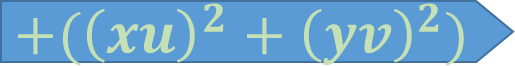 +((xu)² + (yv)²)